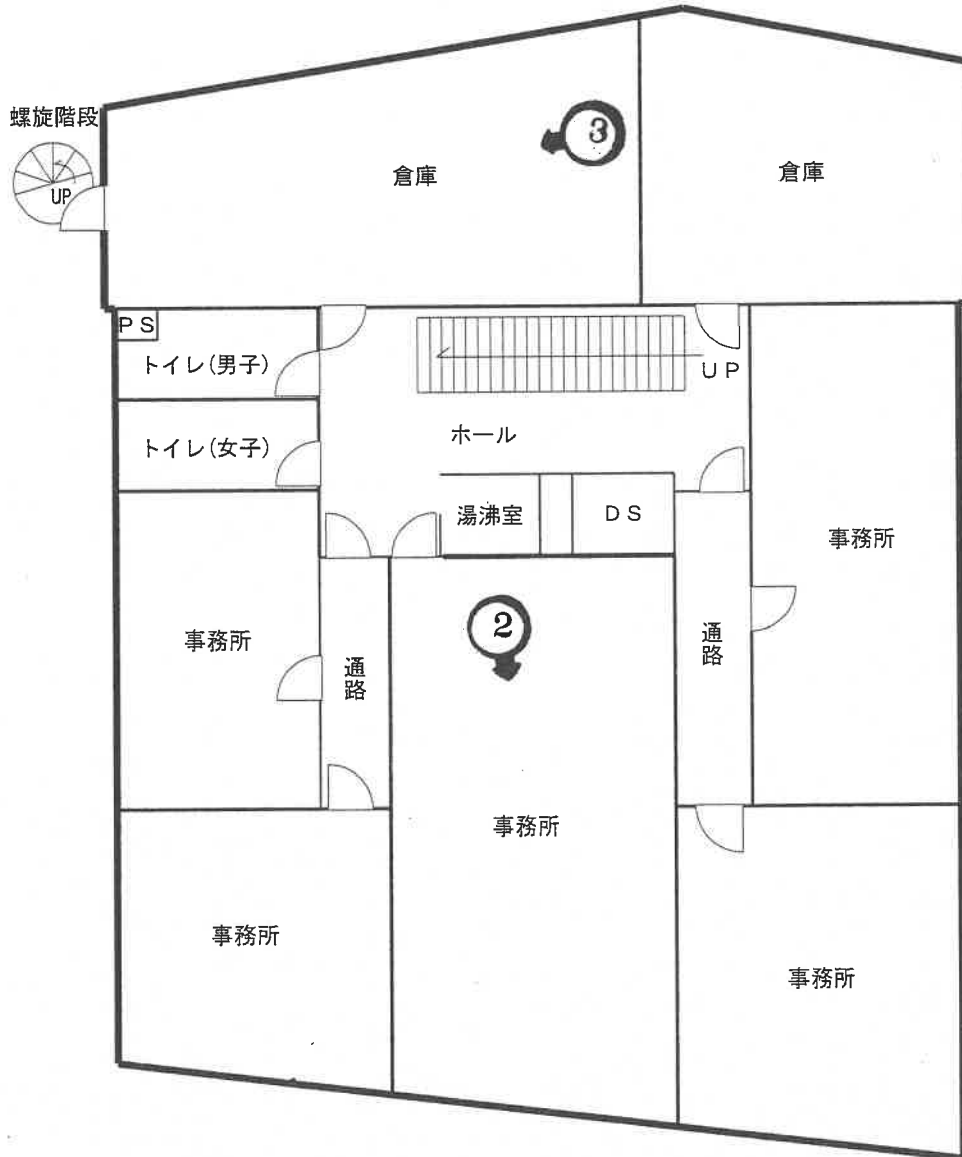 螺旋階段
UP
3
倉庫
倉庫
PS
トイレ(男子)
UP
ホール
トイレ(女子)
湯沸室
DS
事務所
2
事務所
通路
通路
事務所
事務所
事務所